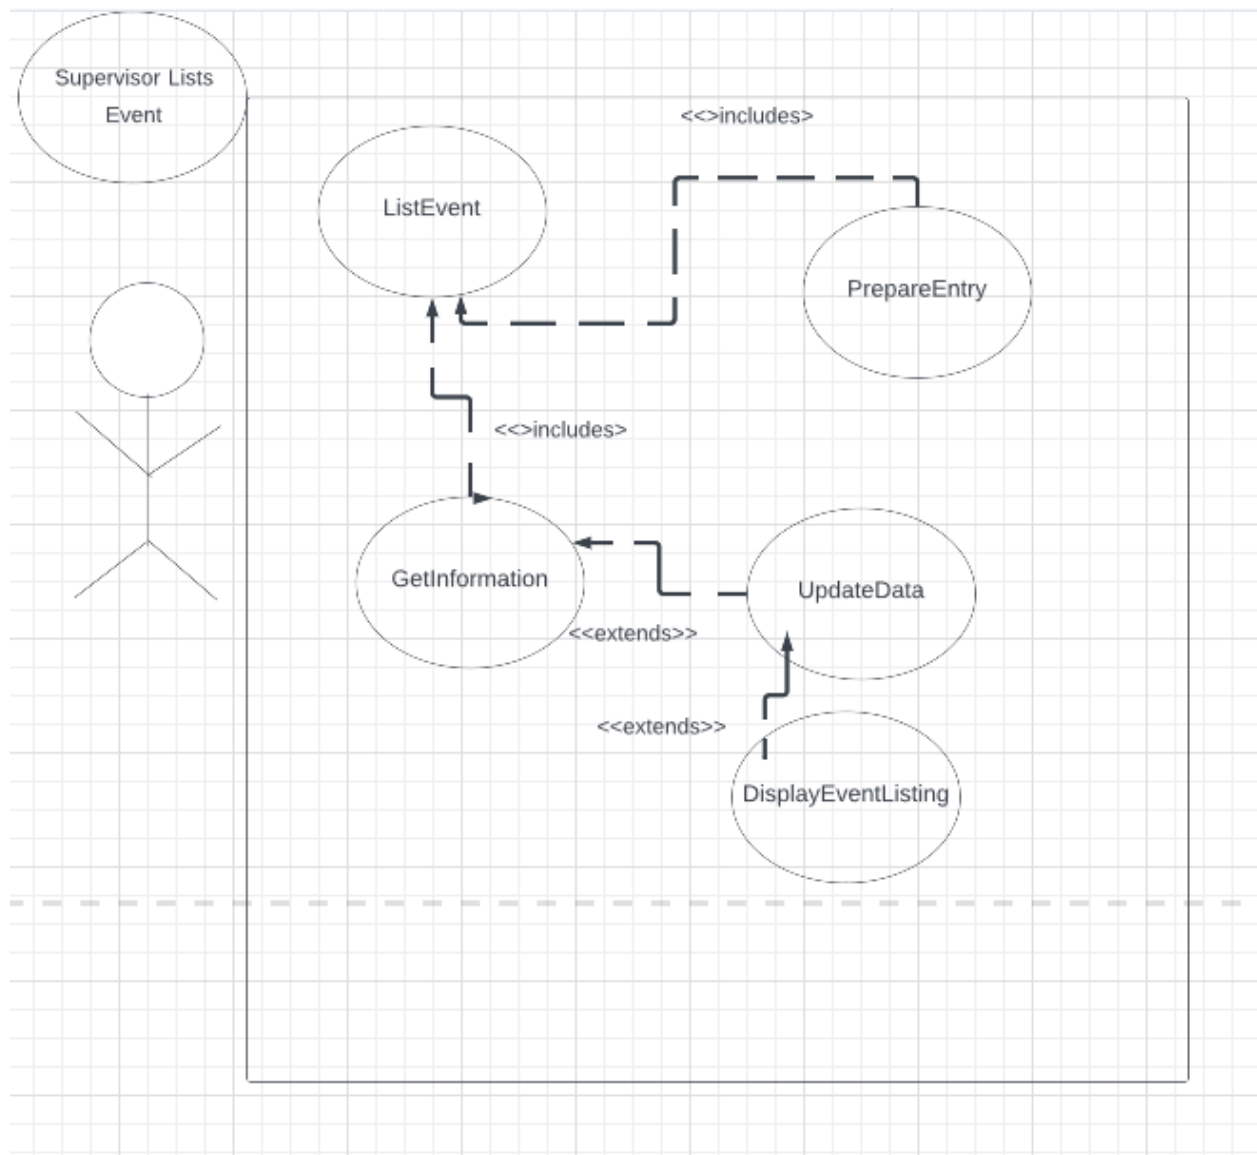 Supervisor Lists
Event
<<>includes>
ListEvent
PrepareEntry
<<>includes>
GetInformation
UpdateData
<<extends>>
<<extends>>
DisplayEventListing